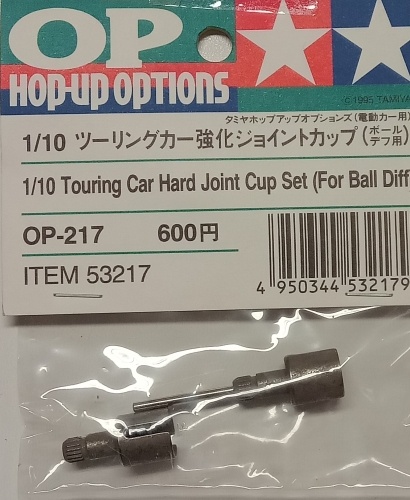 OP
HOP-UP OPTIONS
©1995 TAMIYA
タミヤホップアップオプションズ(電動カー用)
1/10 ツーリングカー強化ジョイントカップ(ボールデフ用)
1/10 Touring Car Hard Joint Cup Set (For Ball Diff
OP-217 600円
ITEM 53217
4 950344 532179